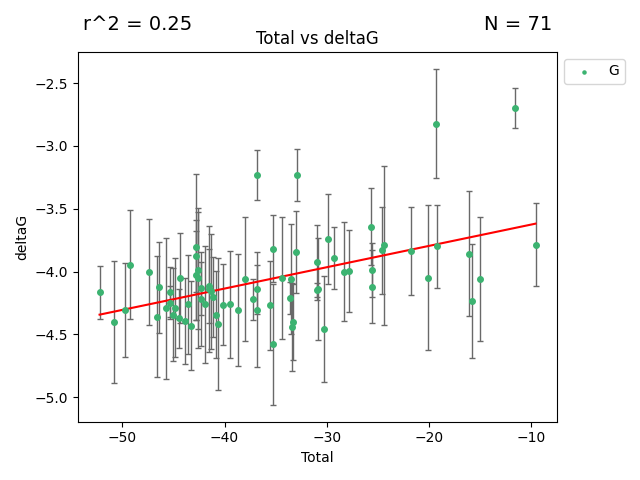 r^2 = 0.25
N = 71
Total vs deltaG
G
deltaG
−2.5
−3.0
−3.5
−4.0
−4.5
−5.0
−50
−40
−30
−20
−10
Total